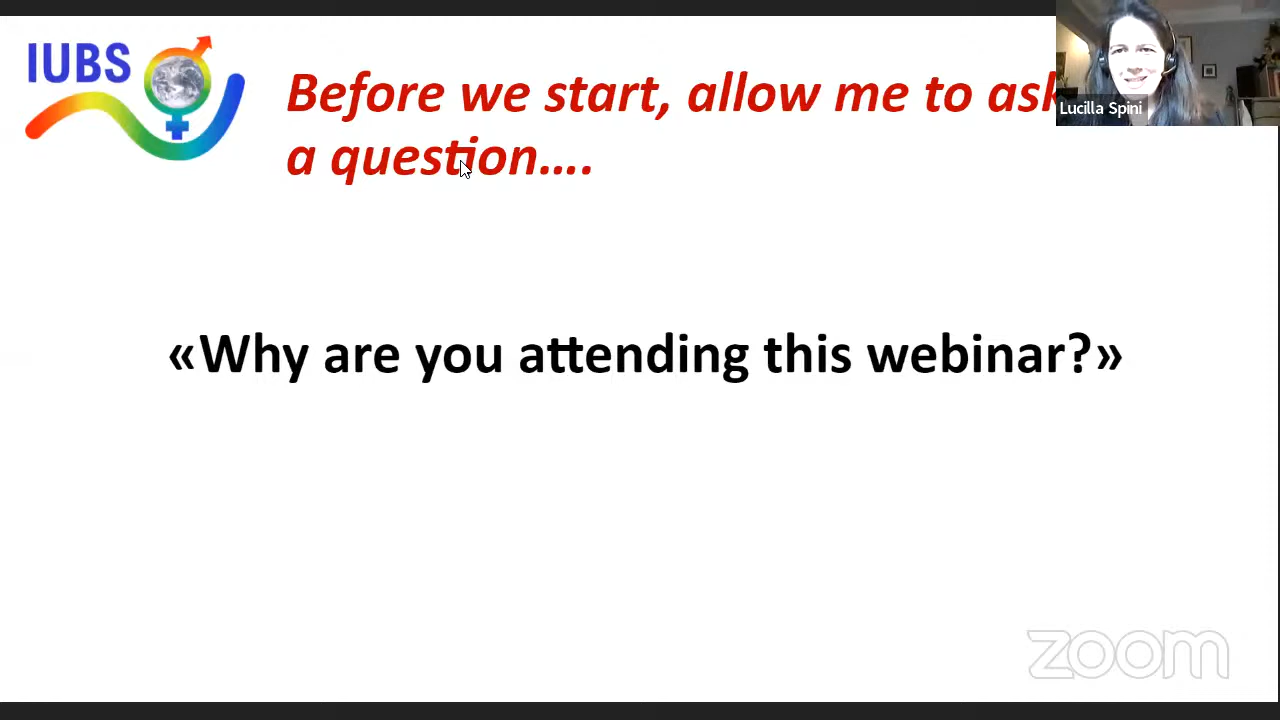 IUBS
Before we start, allow me to ask
a question....
Lucilla Spini
«Why are you attending this webinar?»
zoom